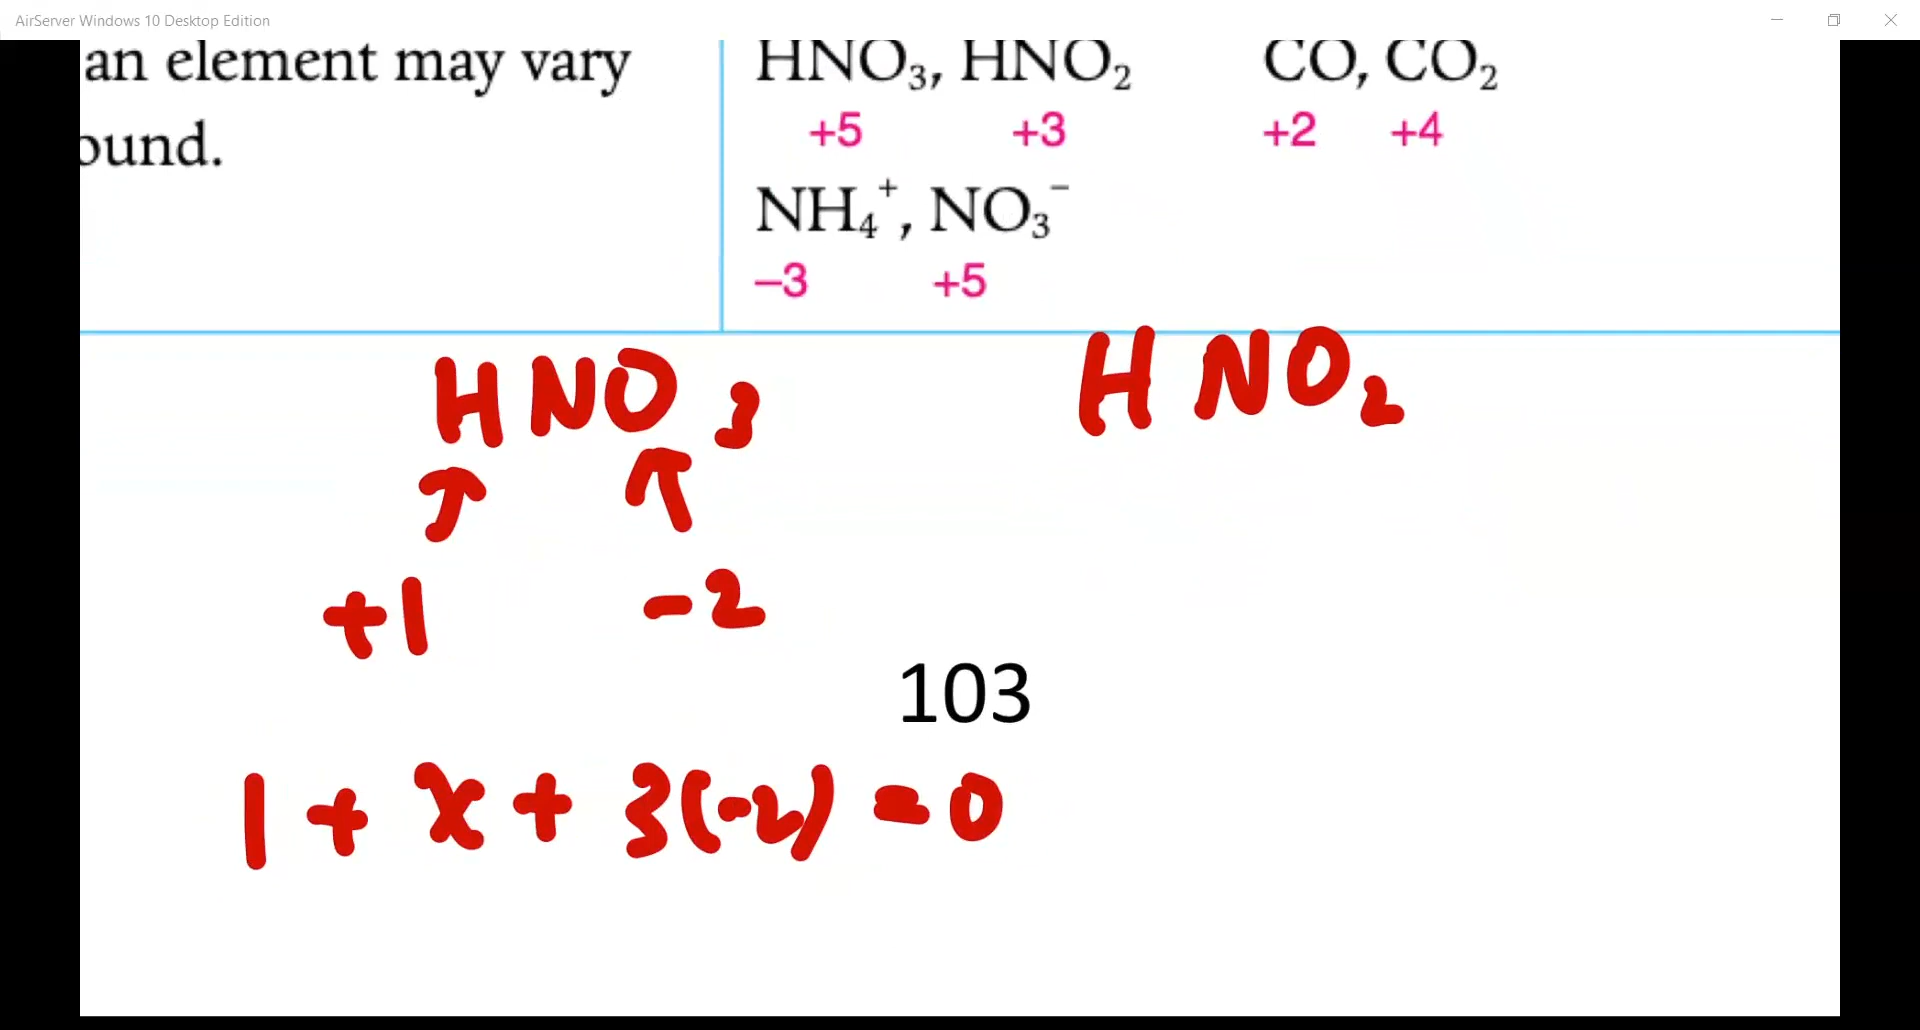 AirServer Windows 10 Desktop Edition
an element may vary
ound.
HNO₃, HNO₂ CO, CO₂
+5 +3 +2 +4
NH₄⁺, NO₃⁻
–3 +5
HNO₃ HNO₂
+1 -2
103
1 + x + 3(-2) = 0